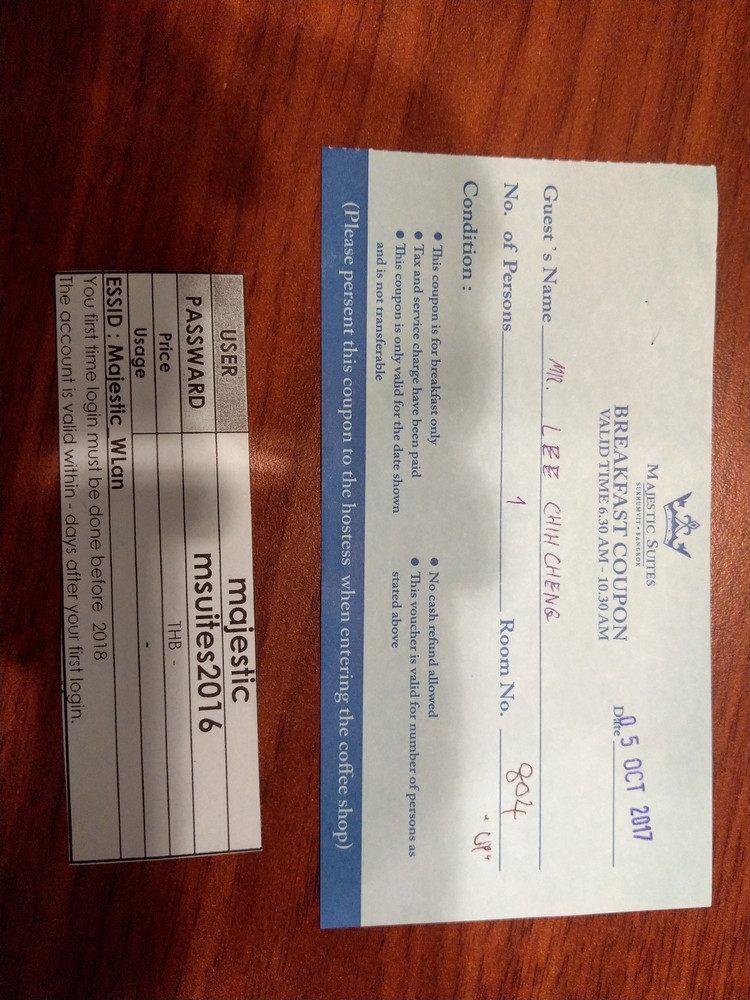 MAJESTIC SUITES
SUKHUMVIT • BANGKOK
BREAKFAST COUPON
VALID TIME 6.30 AM - 10.30 AM
Date 05 OCT 2017
Guest 's Name MR. LEE CHIH CHENG
No. of Persons 1 Room No. 804
"UP"
Condition :
• This coupon is for breakfast only
• Tax and service charge have been paid
• This coupon is only valid for the date shown
and is not transferable
• No cash refund allowed
• This voucher is valid for number of persons as
stated above
(Please persent this coupon to the hostess when entering the coffee shop)
USER majestic
PASSWARD msuites2016
Price THB -
Usage -
ESSID : Majestic_WLan
You first time login must be done before 2018
The account is valid within - days after your first login.